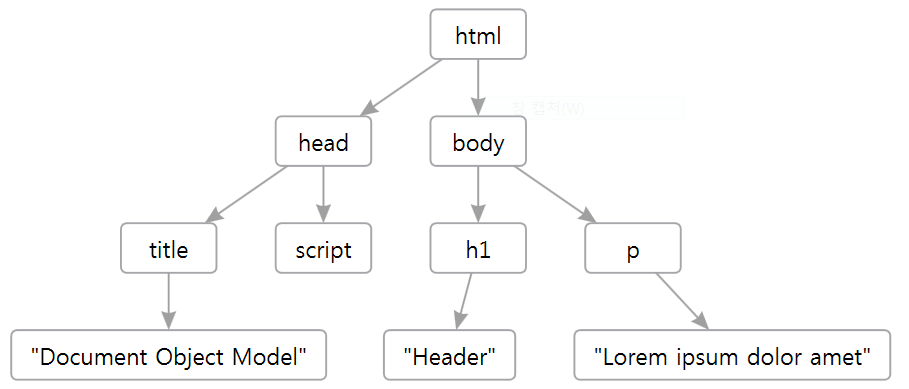 html
head
body
title
script
h1
p
"Document Object Model"
"Header"
"Lorem ipsum dolor amet"